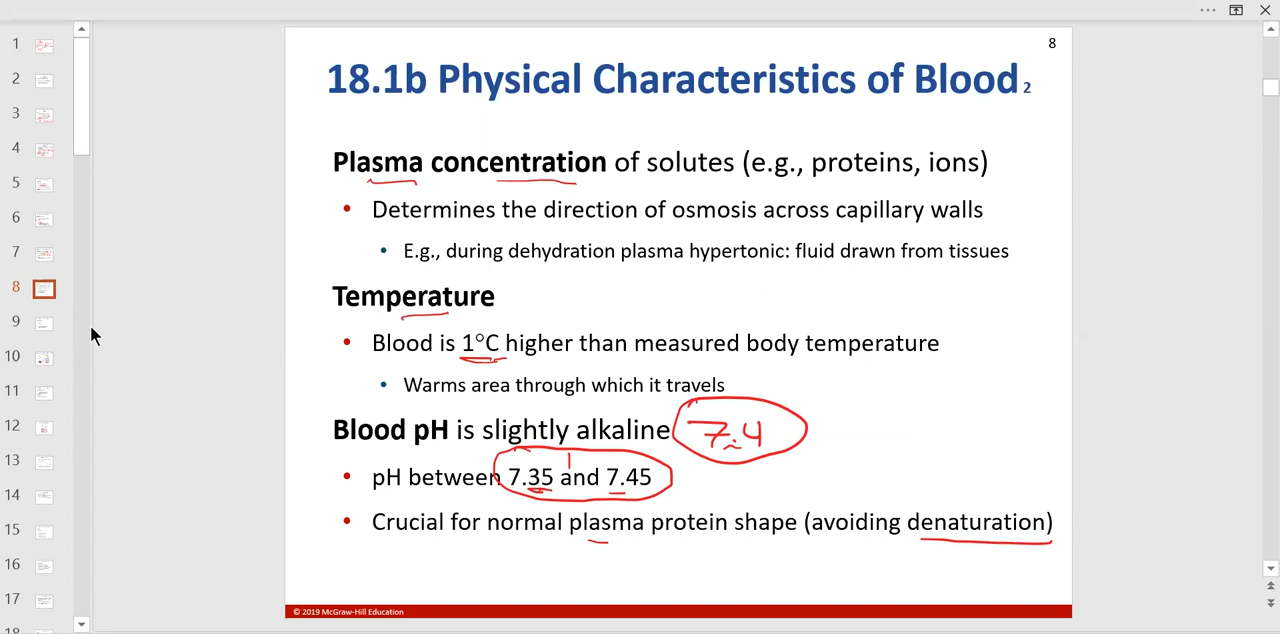 8
18.1b Physical Characteristics of Blood 2
Plasma concentration of solutes (e.g., proteins, ions)
• Determines the direction of osmosis across capillary walls
• E.g., during dehydration plasma hypertonic: fluid drawn from tissues
Temperature
• Blood is 1°C higher than measured body temperature
• Warms area through which it travels
Blood pH is slightly alkaline 7.4
• pH between 7.35 and 7.45
• Crucial for normal plasma protein shape (avoiding denaturation)
© 2019 McGraw-Hill Education
1
2
3
4
5
6
7
8
9
10
11
12
13
14
15
16
17
18